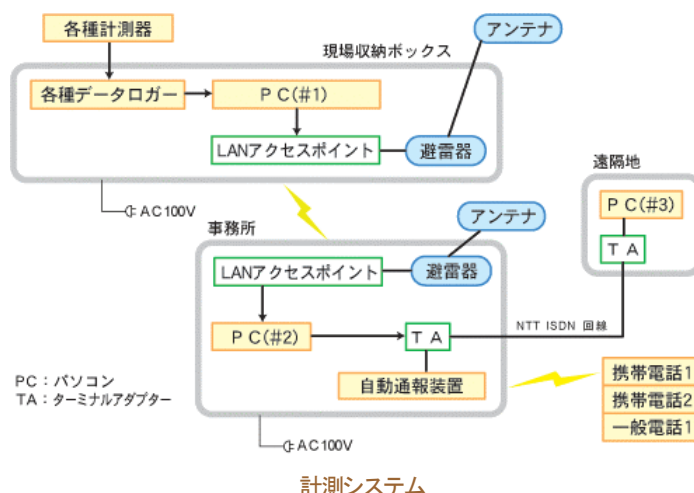 各種計測器
アンテナ
現場収納ボックス
各種データロガー
PC(#1)
LANアクセスポイント
避雷器
遠隔地
PC(#3)
TA
AC100V
事務所
アンテナ
LANアクセスポイント
避雷器
PC(#2)
TA
NTT ISDN 回線
自動通報装置
携帯電話1
携帯電話2
一般電話1
PC:パソコン
TA:ターミナルアダプター
AC100V
計測システム